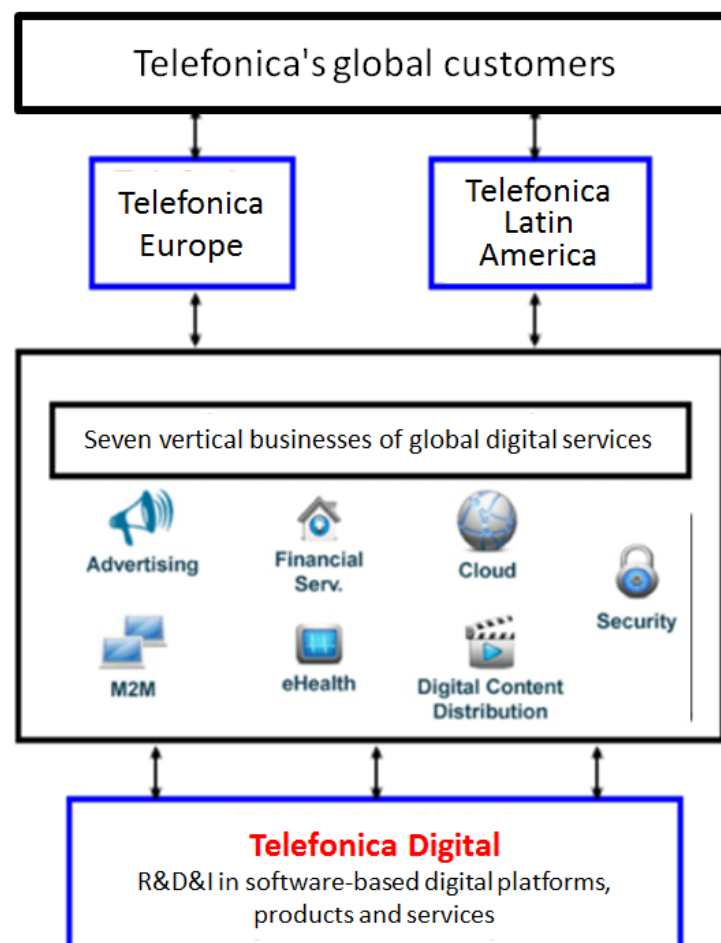 Telefonica's global customers
Telefonica
Europe
Telefonica
Latin
America
Seven vertical businesses of global digital services
Advertising
Financial
Serv.
Cloud
Security
M2M
eHealth
Digital Content
Distribution
Telefonica Digital
R&D&I in software-based digital platforms,
products and services